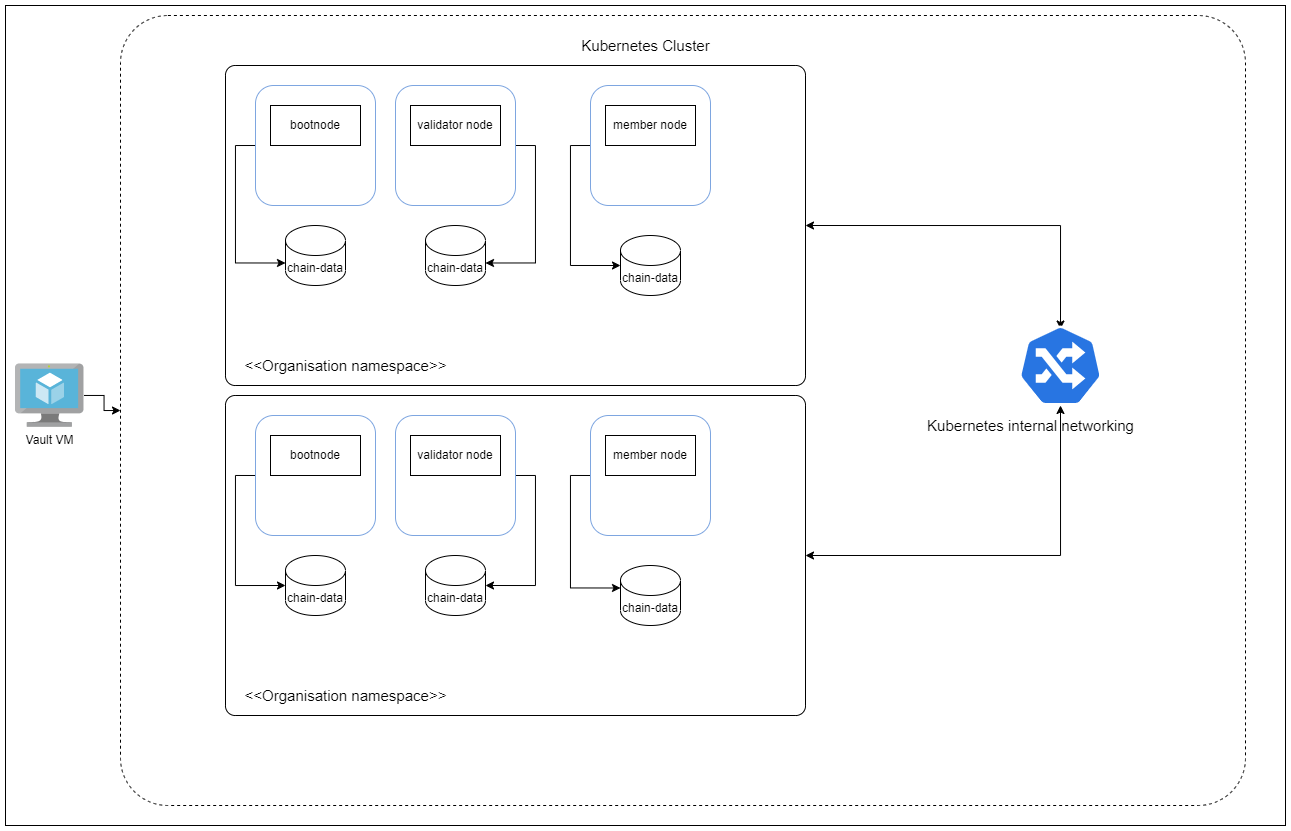 Kubernetes Cluster
bootnode
validator node
member node
chain-data
chain-data
chain-data
<<Organisation namespace>>
Vault VM
Kubernetes internal networking
bootnode
validator node
member node
chain-data
chain-data
chain-data
<<Organisation namespace>>